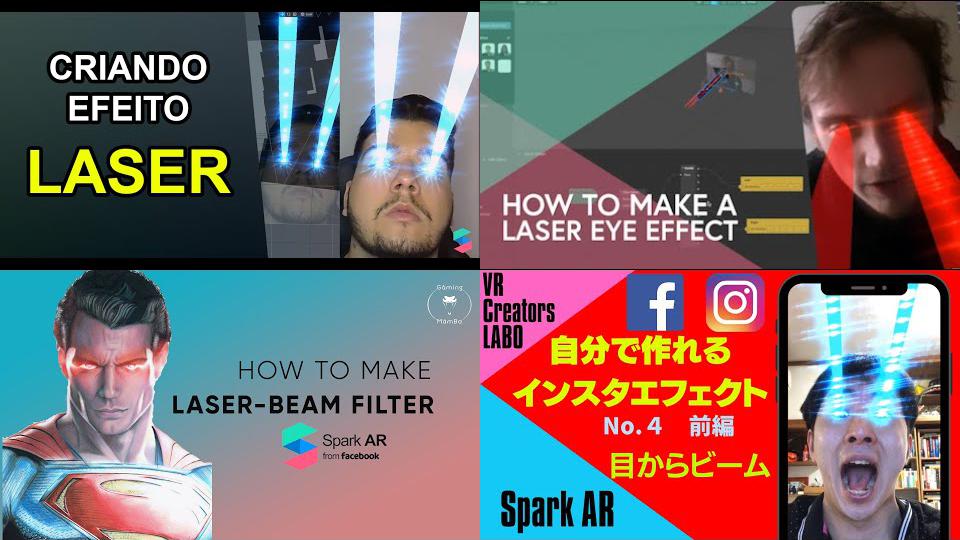 CRIANDO
EFEITO
LASER
HOW TO MAKE A
LASER EYE EFFECT
Gaming
MamBa
HOW TO MAKE
LASER-BEAM FILTER
Spark AR
from facebook
VR
Creators
LABO
自分で作れる
インスタエフェクト
No.4 前編
目からビーム
Spark AR